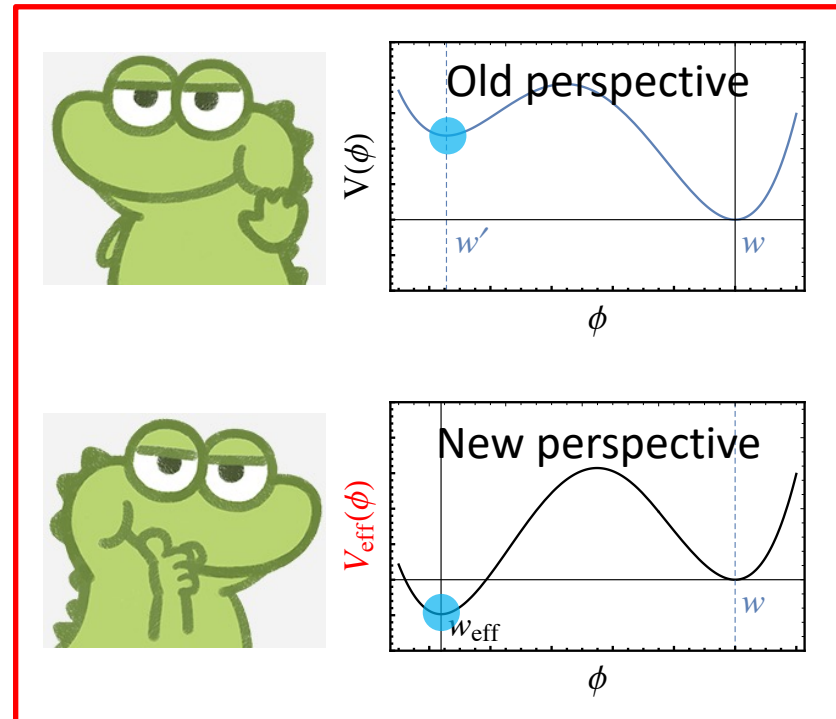 Old perspective
V(ϕ)
w′
w
ϕ
New perspective
V_eff(ϕ)
w_eff
w
ϕ